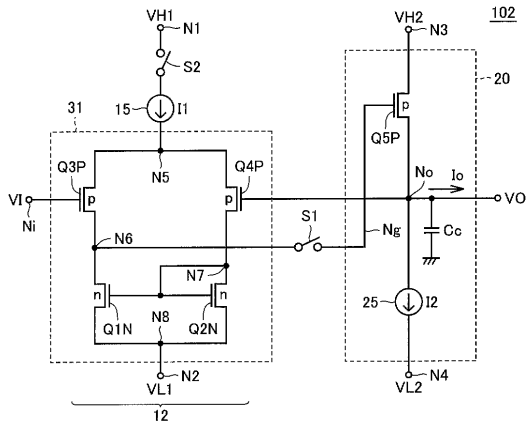 VH1
N1
S2
15
I1
31
N5
Q3P
Q4P
VI
Ni
p
p
N6
N7
n
n
Q1N
Q2N
N8
N2
VL1
12
S1
102
VH2
N3
20
p
Q5P
No
Io
VO
Ng
Cc
25
I2
N4
VL2